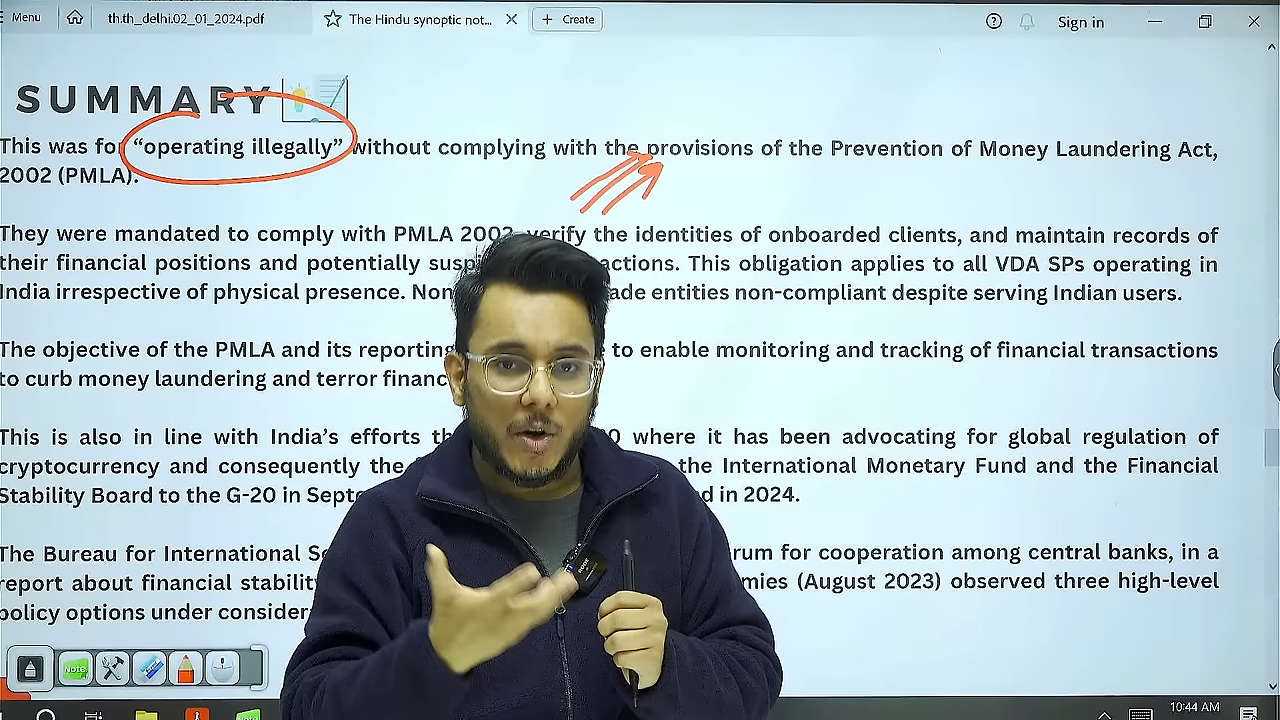 Menu
th.th_delhi.02_01_2024.pdf
The Hindu synoptic not...
+ Create
Sign in
SUMMARY
This was for “operating illegally” without complying with the provisions of the Prevention of Money Laundering Act,
2002 (PMLA).
They were mandated to comply with PMLA 2002, verify the identities of onboarded clients, and maintain records of
their financial positions and potentially susp actions. This obligation applies to all VDA SPs operating in
India irrespective of physical presence. Non ade entities non-compliant despite serving Indian users.
The objective of the PMLA and its reporting to enable monitoring and tracking of financial transactions
to curb money laundering and terror financ
This is also in line with India’s efforts th 0 where it has been advocating for global regulation of
cryptocurrency and consequently the the International Monetary Fund and the Financial
Stability Board to the G-20 in Septe d in 2024.
The Bureau for International Se rum for cooperation among central banks, in a
report about financial stability mies (August 2023) observed three high-level
policy options under consider
NOTE
10:44 AM